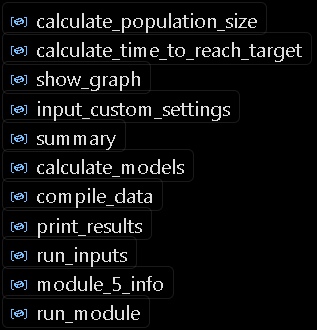 calculate_population_size
calculate_time_to_reach_target
show_graph
input_custom_settings
summary
calculate_models
compile_data
print_results
run_inputs
module_5_info
run_module